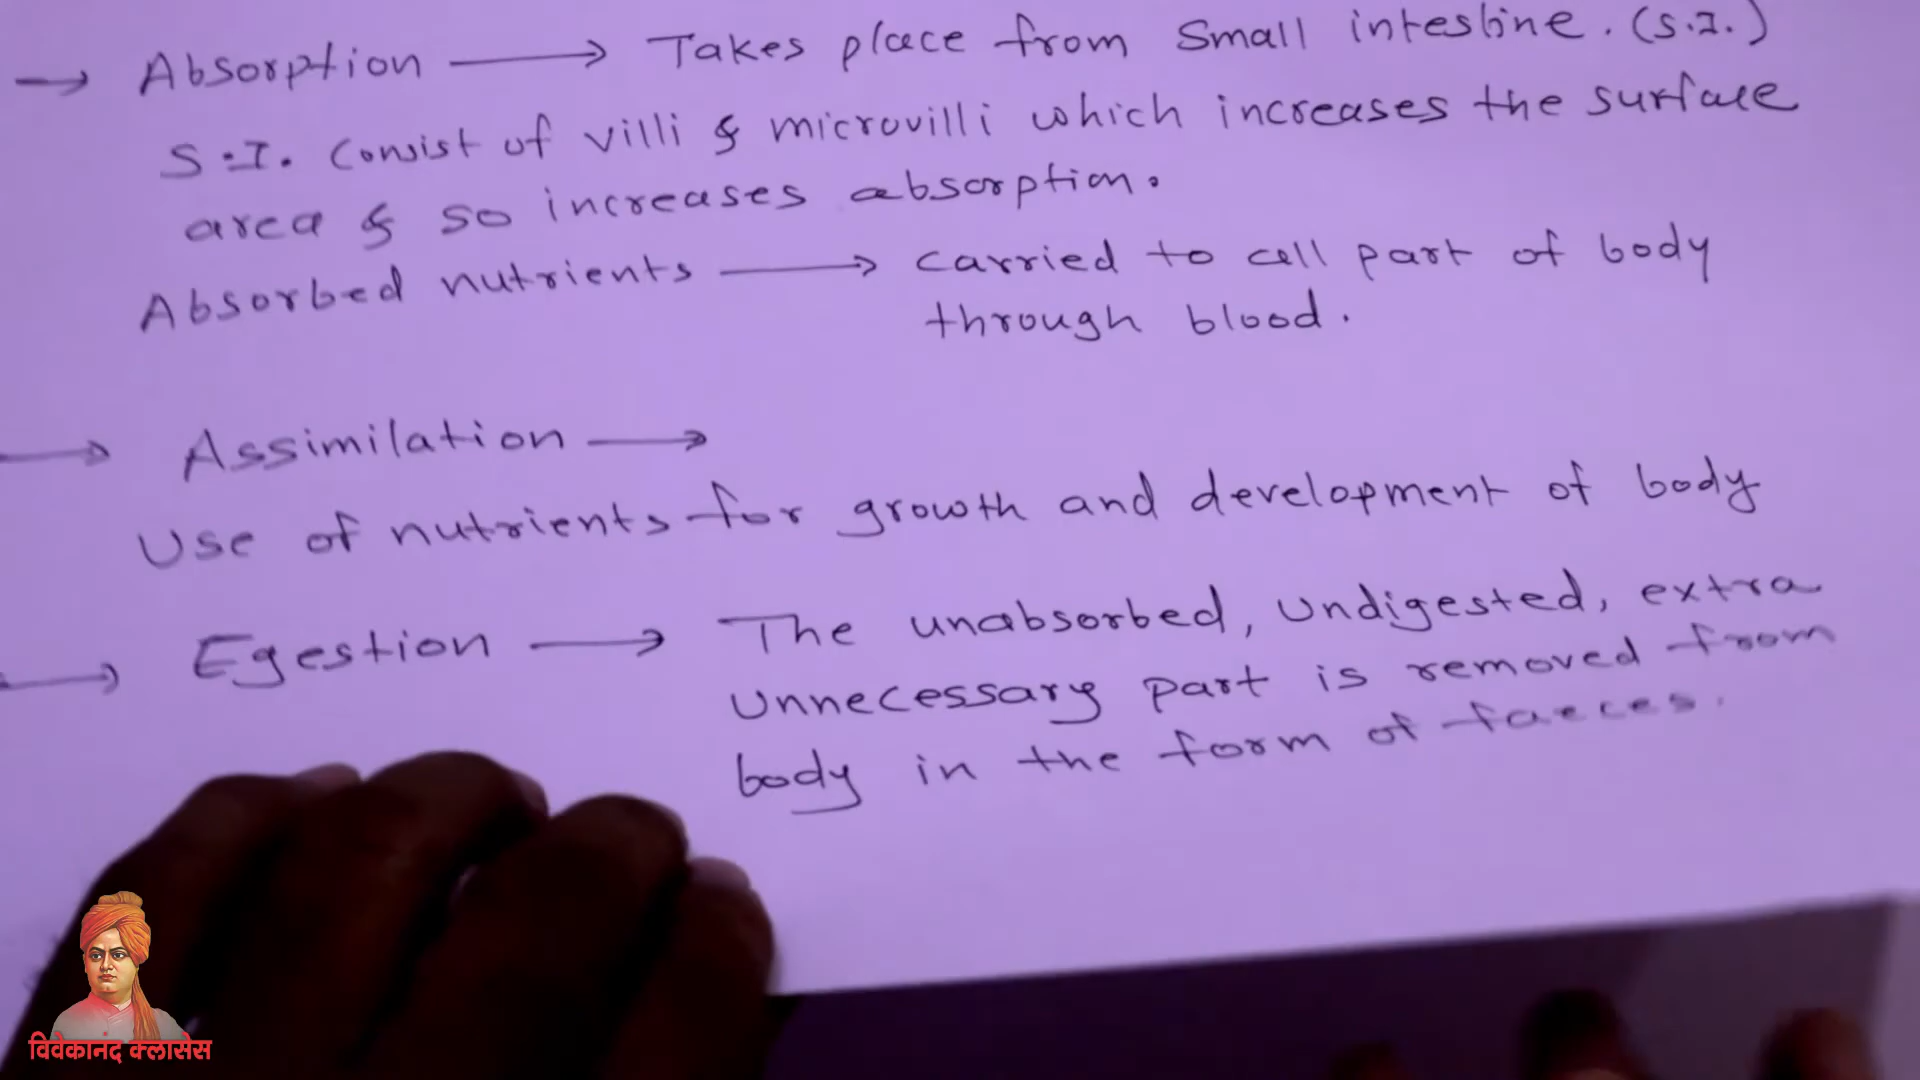 → Absorption → Takes place from Small intestine. (S.I.)
S.I. Consist of villi & microvilli which increases the surface
area & so increases absorption.
Absorbed nutrients → carried to all part of body
through blood.
→ Assimilation →
Use of nutrients for growth and development of body
→ Egestion → The unabsorbed, Undigested, extra
Unnecessary part is removed from
body in the form of faeces.
विवेकानद क्लासेस